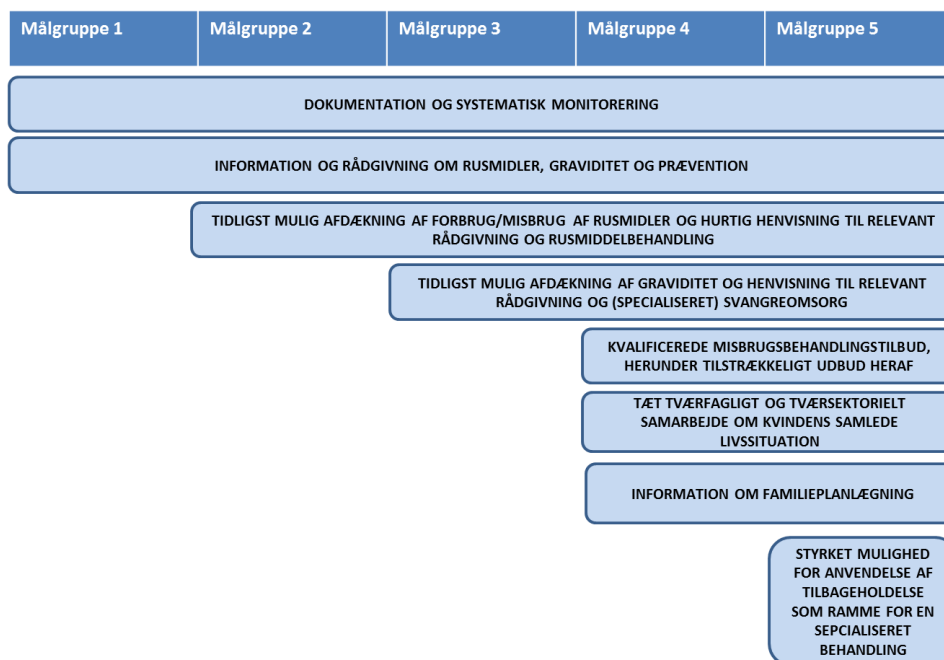 Målgruppe 1
Målgruppe 2
Målgruppe 3
Målgruppe 4
Målgruppe 5
DOKUMENTATION OG SYSTEMATISK MONITORERING
INFORMATION OG RÅDGIVNING OM RUSMIDLER, GRAVIDITET OG PRÆVENTION
TIDLIGST MULIG AFDÆKNING AF FORBRUG/MISBRUG AF RUSMIDLER OG HURTIG HENVISNING TIL RELEVANT
RÅDGIVNING OG RUSMIDDELBEHANDLING
TIDLIGST MULIG AFDÆKNING AF GRAVIDITET OG HENVISNING TIL RELEVANT
RÅDGIVNING OG (SPECIALISERET) SVANGREOMSORG
KVALIFICEREDE MISBRUGSBEHANDLINGSTILBUD,
HERUNDER TILSTRÆKKELIGT UDBUD HERAF
TÆT TVÆRFAGLIGT OG TVÆRSEKTORIELT
SAMARBEJDE OM KVINDENS SAMLEDE
LIVSSITUATION
INFORMATION OM FAMILIEPLANLÆGNING
STYRKET MULIGHED
FOR ANVENDELSE AF
TILBAGEHOLDELSE
SOM RAMME FOR EN
SEPCIALISERET
BEHANDLING